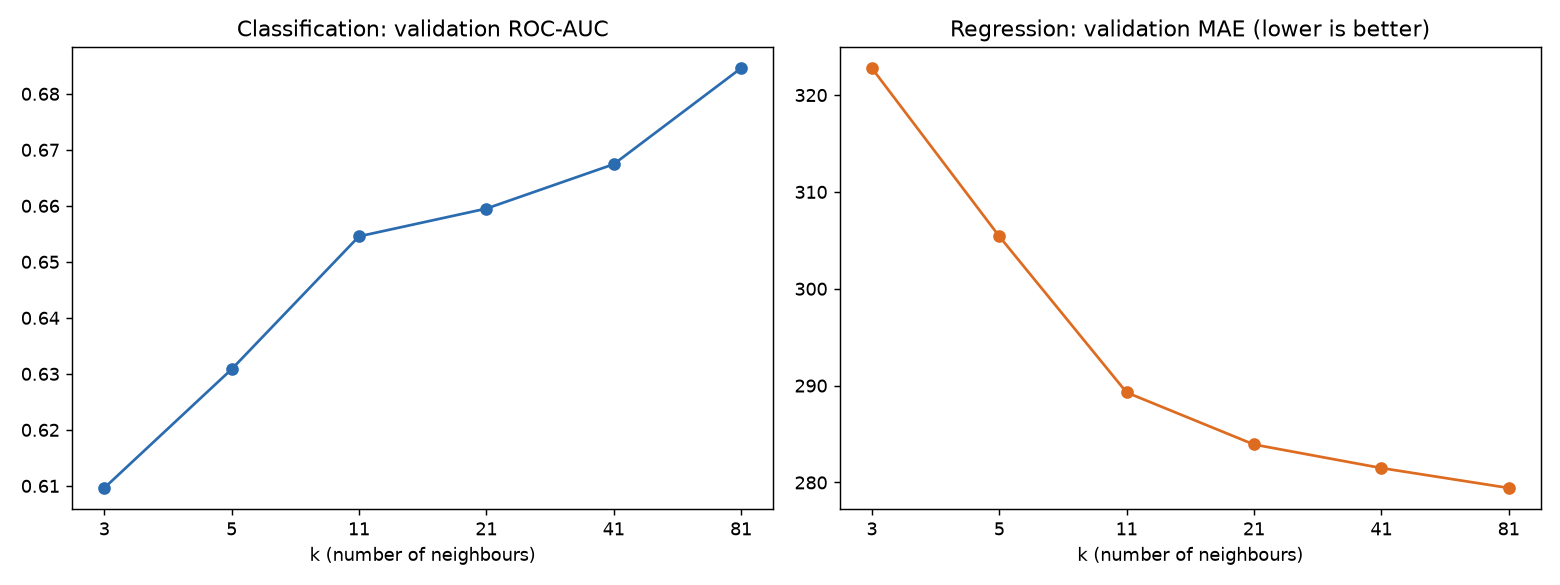 Classification: validation ROC-AUC
0.68
0.67
0.66
0.65
0.64
0.63
0.62
0.61
3 5 11 21 41 81
k (number of neighbours)
Regression: validation MAE (lower is better)
320
310
300
290
280
3 5 11 21 41 81
k (number of neighbours)